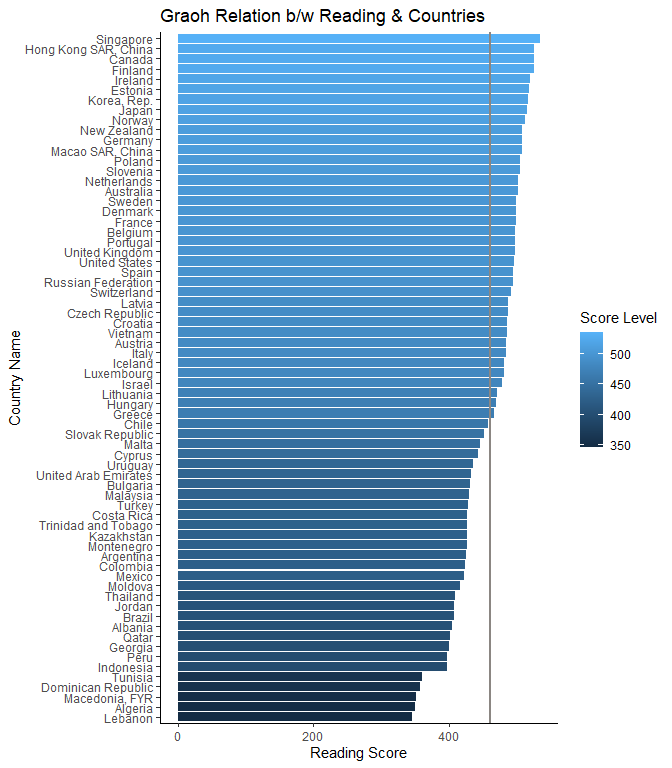 Graoh Relation b/w Reading & Countries
Country Name
Singapore
Hong Kong SAR, China
Canada
Finland
Ireland
Estonia
Korea, Rep.
Japan
Norway
New Zealand
Germany
Macao SAR, China
Poland
Slovenia
Netherlands
Australia
Sweden
Denmark
France
Belgium
Portugal
United Kingdom
United States
Spain
Russian Federation
Switzerland
Latvia
Czech Republic
Croatia
Vietnam
Austria
Italy
Iceland
Luxembourg
Israel
Lithuania
Hungary
Greece
Chile
Slovak Republic
Malta
Cyprus
Uruguay
United Arab Emirates
Bulgaria
Malaysia
Turkey
Costa Rica
Trinidad and Tobago
Kazakhstan
Montenegro
Argentina
Colombia
Mexico
Moldova
Thailand
Jordan
Brazil
Albania
Qatar
Georgia
Peru
Indonesia
Tunisia
Dominican Republic
Macedonia, FYR
Algeria
Lebanon
0 200 400
Reading Score
Score Level
500
450
400
350